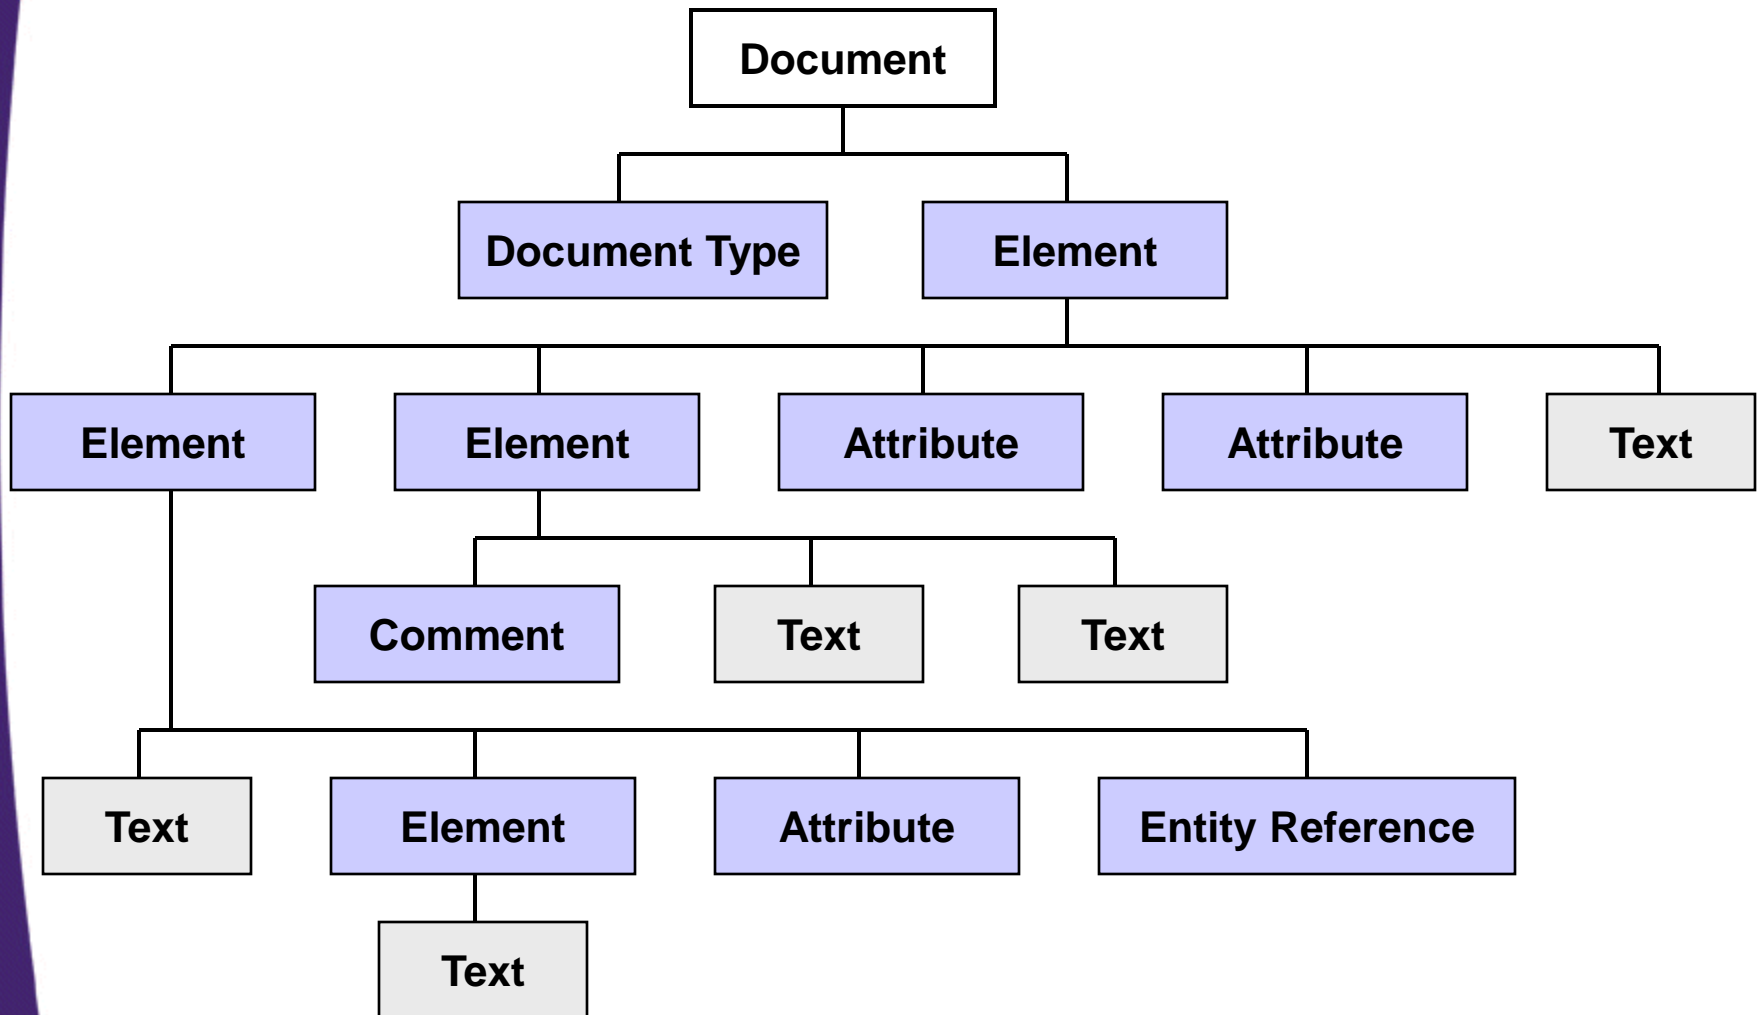 Document
Document Type
Element
Element
Element
Attribute
Attribute
Text
Comment
Text
Text
Text
Element
Attribute
Entity Reference
Text